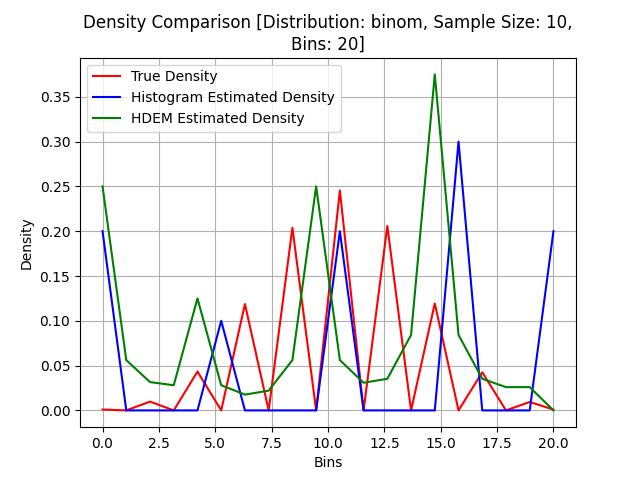 Density Comparison [Distribution: binom, Sample Size: 10,
Bins: 20]
True Density
Histogram Estimated Density
HDEM Estimated Density
Density
0.35
0.30
0.25
0.20
0.15
0.10
0.05
0.00
0.0 2.5 5.0 7.5 10.0 12.5 15.0 17.5 20.0
Bins